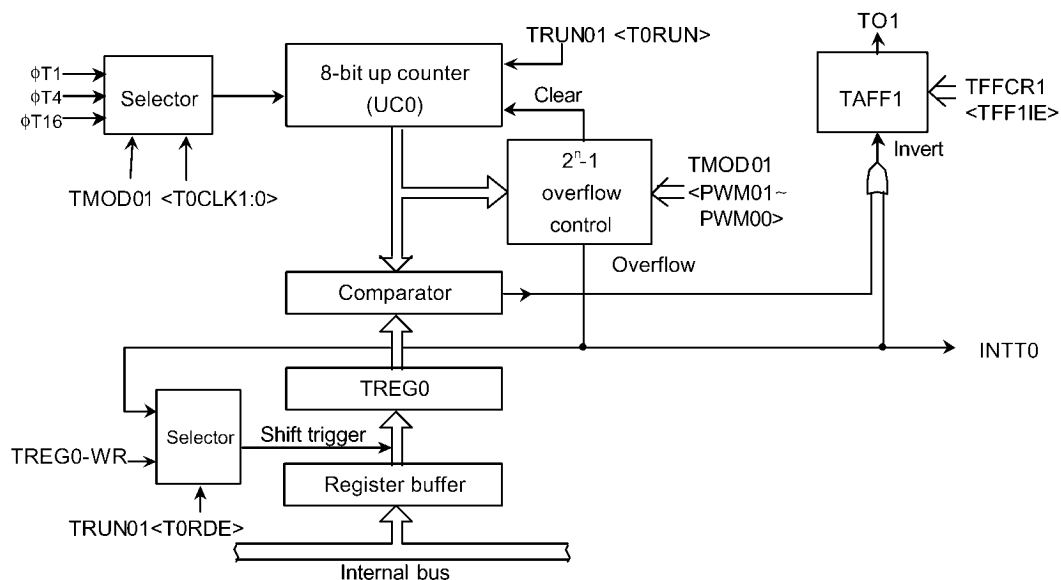 TO1
TRUN01 <T0RUN>
8-bit up counter
(UC0)
ϕT1
ϕT4
ϕT16
Selector
TAFF1
TFFCR1
<TFF1IE>
Clear
Invert
2ⁿ-1
overflow
control
TMOD01
<PWM01~
PWM00>
TMOD01 <T0CLK1:0>
Overflow
Comparator
INTT0
TREG0
Selector
Shift trigger
TREG0-WR
Register buffer
TRUN01<T0RDE>
Internal bus